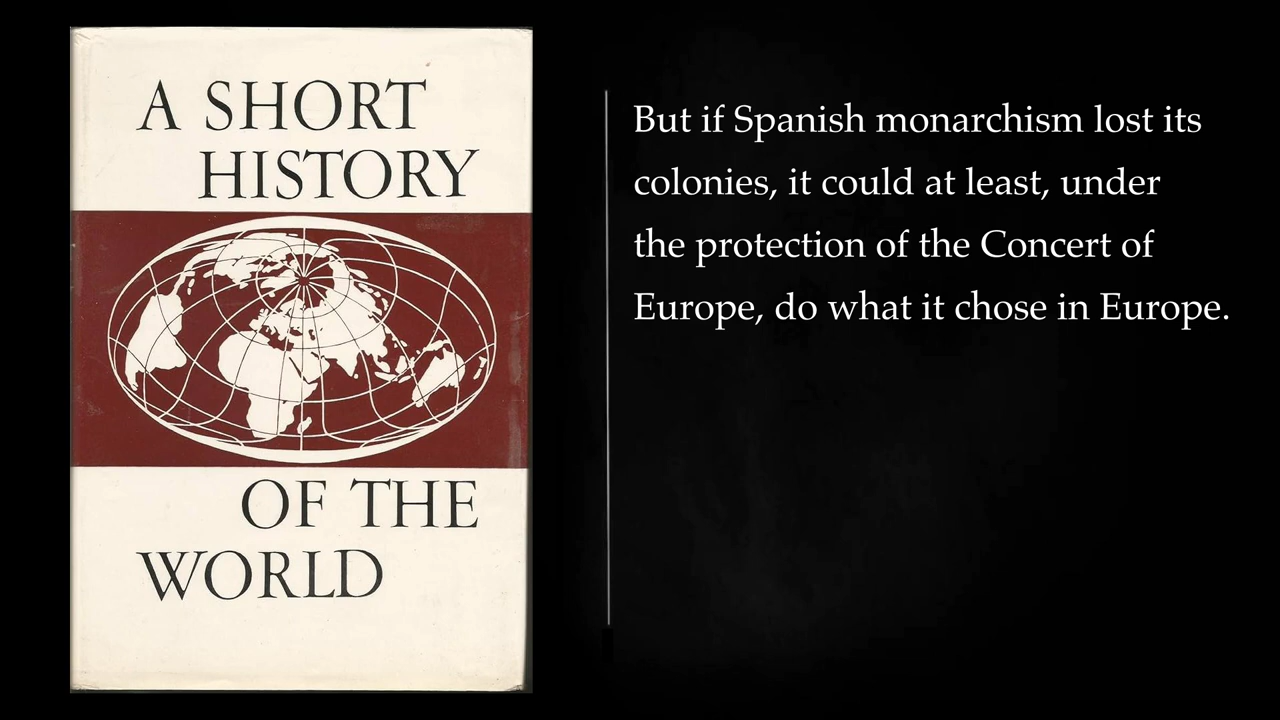 A SHORT
HISTORY
OF THE
WORLD
But if Spanish monarchism lost its
colonies, it could at least, under
the protection of the Concert of
Europe, do what it chose in Europe.